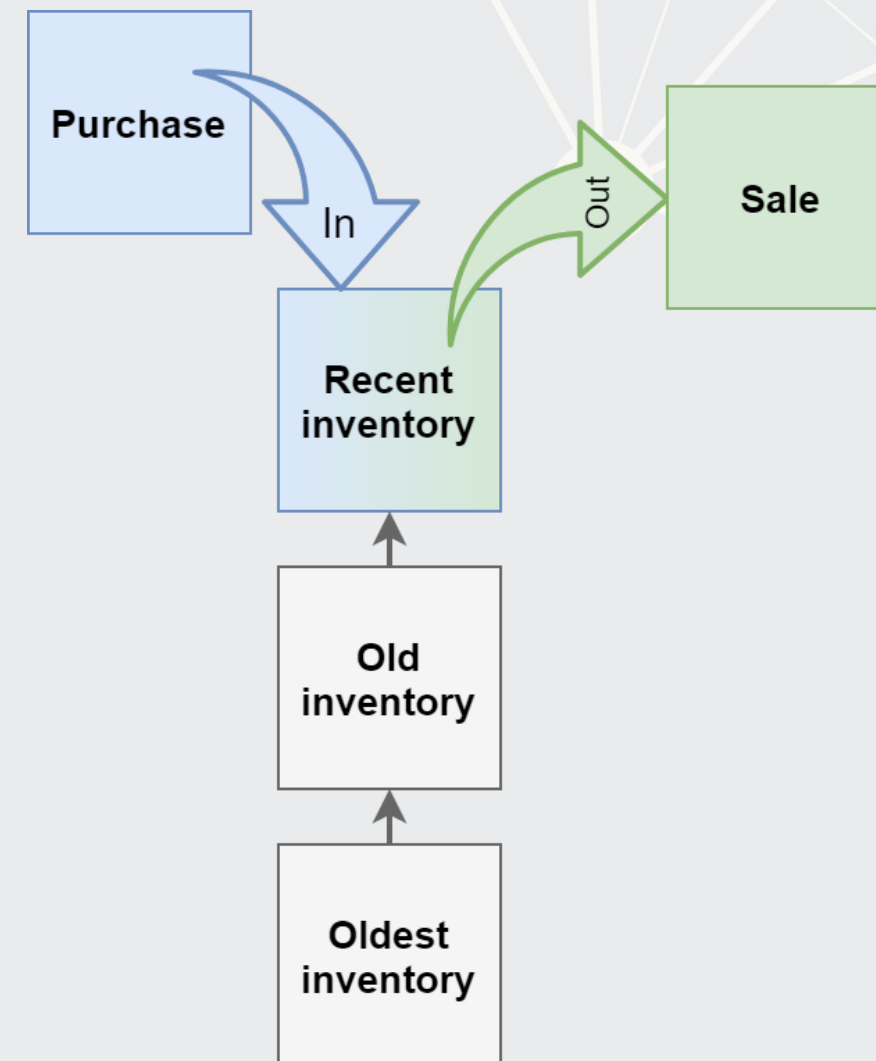 Purchase
In
Out
Sale
Recent
inventory
Old
inventory
Oldest
inventory